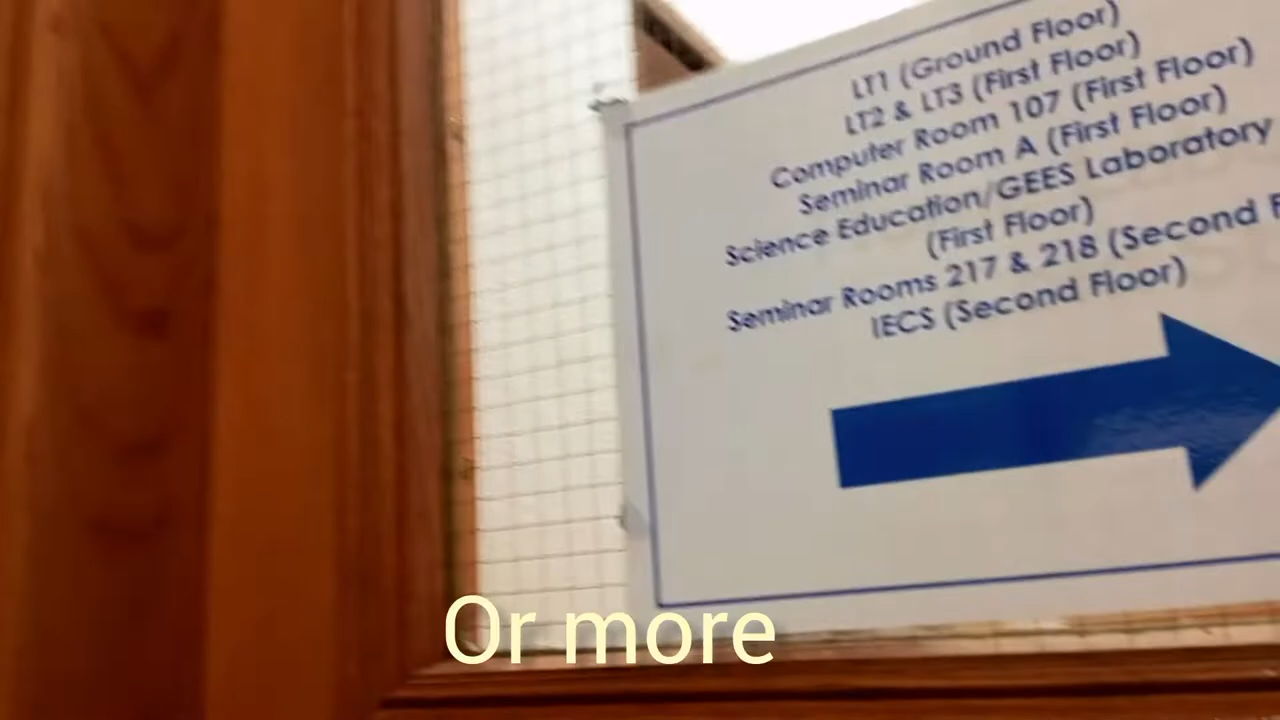 LT1 (Ground Floor)
LT2 & LT3 (First Floor)
Computer Room 107 (First Floor)
Seminar Room A (First Floor)
Science Education/GEES Laboratory
(First Floor)
Seminar Rooms 217 & 218 (Second F
IECS (Second Floor)
Or more